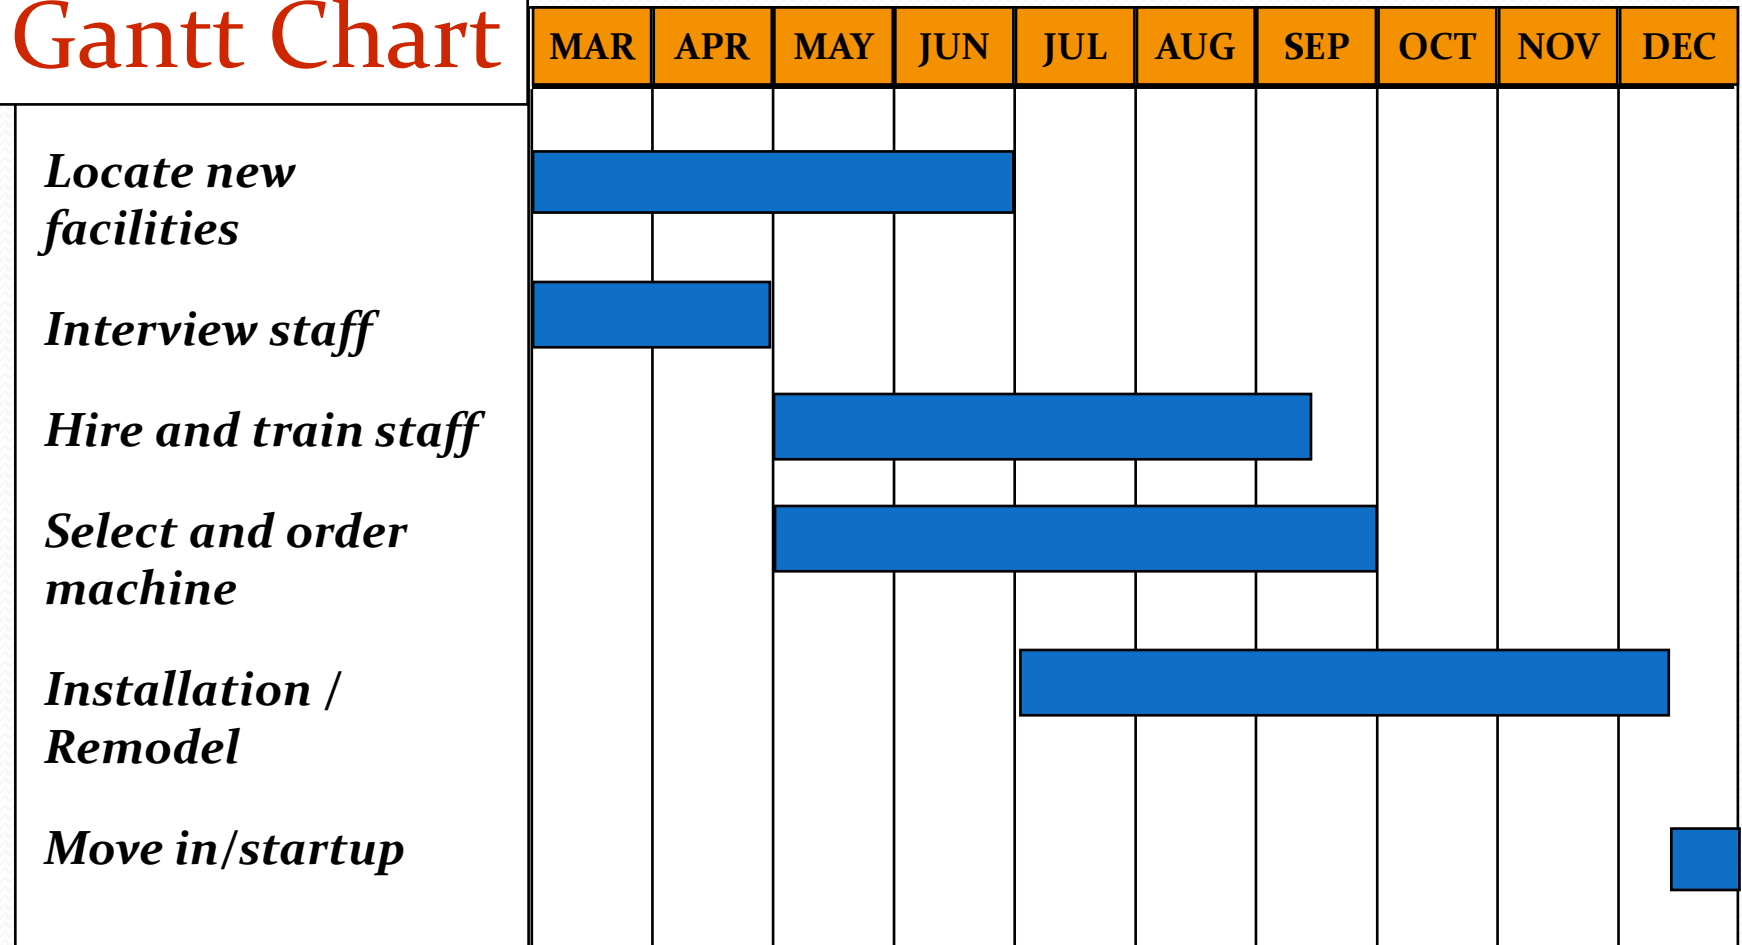 Gantt Chart
MAR APR MAY JUN JUL AUG SEP OCT NOV DEC
Locate new
facilities
Interview staff
Hire and train staff
Select and order
machine
Installation /
Remodel
Move in/startup